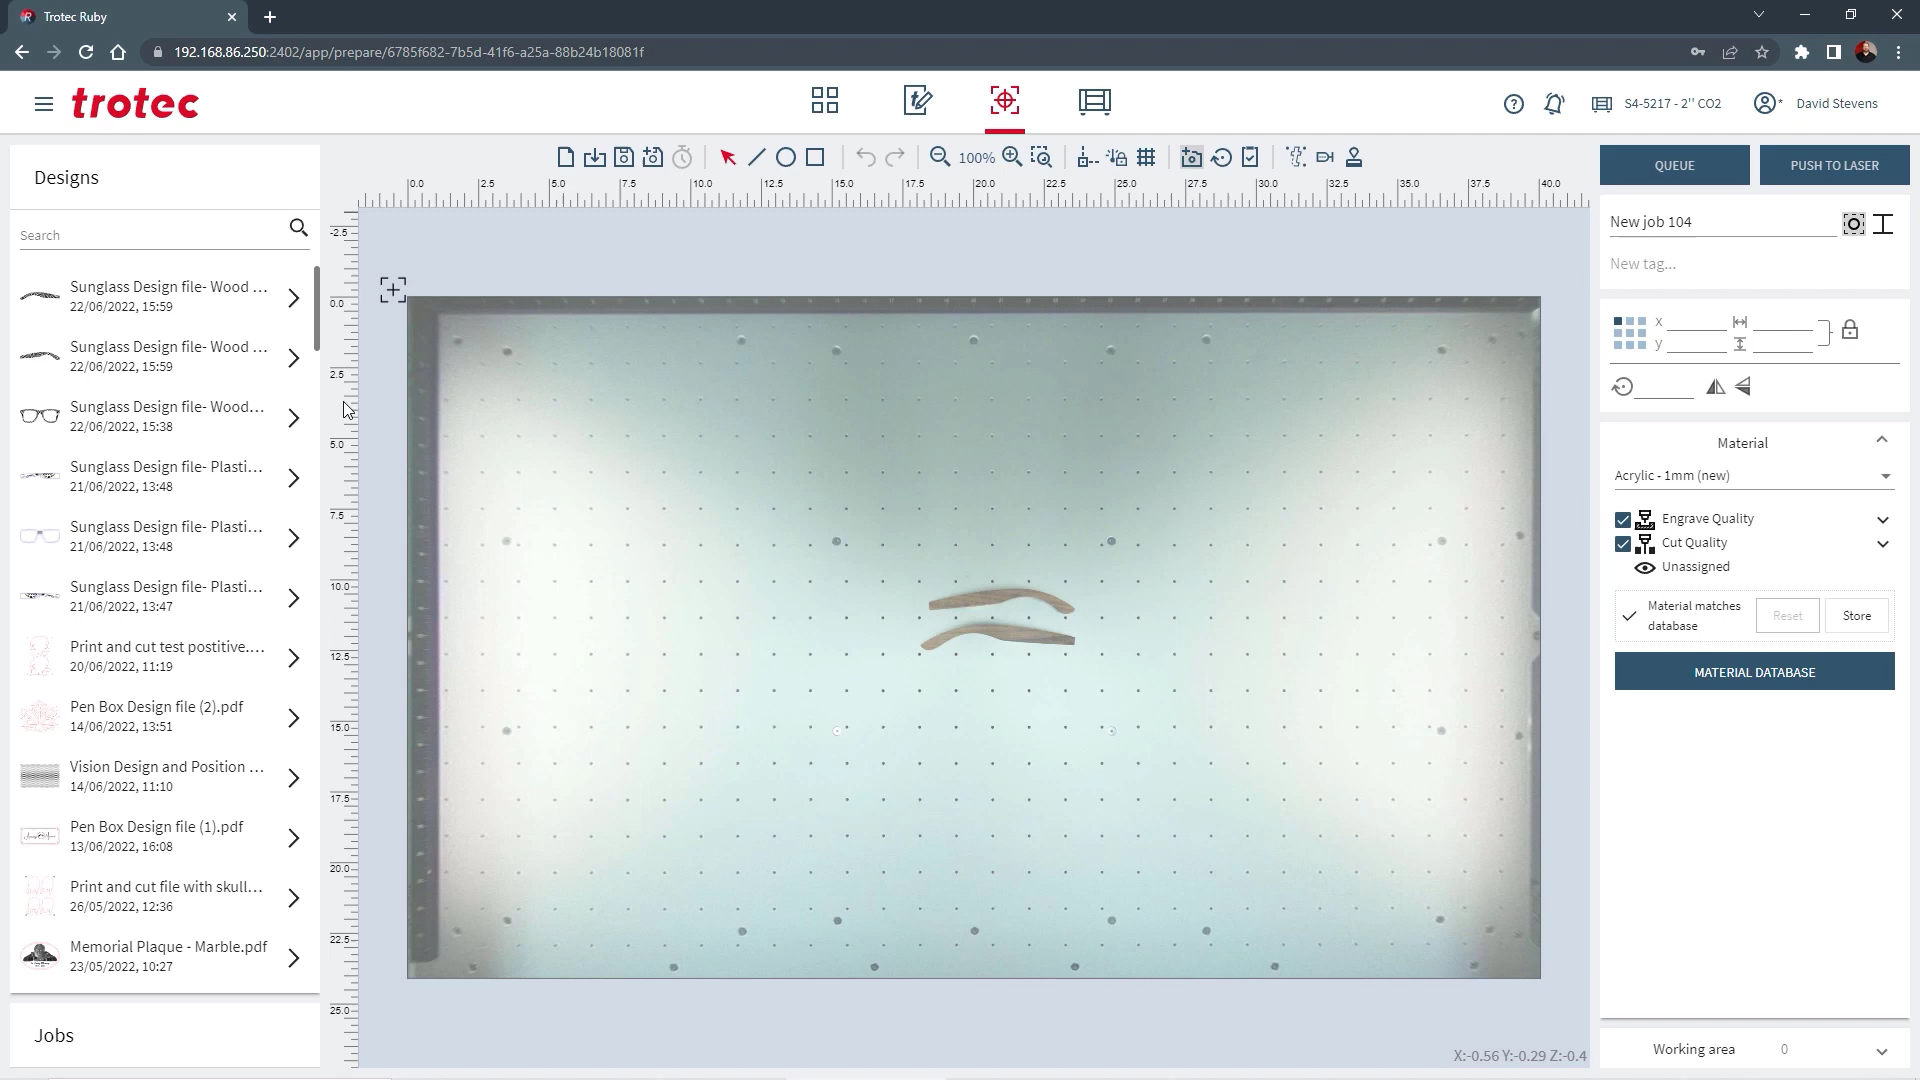 Trotec Ruby
192.168.86.250:2402/app/prepare/6785f682-7b5d-41f6-a25a-88b24b18081f
trotec
S4-5217 - 2" CO2
David Stevens
Designs
100%
QUEUE
PUSH TO LASER
0.0 2.5 5.0 7.5 10.0 12.5 15.0 17.5 20.0 22.5 25.0 27.5 30.0 32.5 35.0 37.5 40.0
Search
New job 104
New tag...
-2.5
0.0
2.5
5.0
7.5
10.0
12.5
15.0
17.5
20.0
22.5
25.0
Sunglass Design file- Wood ...
22/06/2022, 15:59
Sunglass Design file- Wood ...
22/06/2022, 15:59
Sunglass Design file- Wood...
22/06/2022, 15:38
Sunglass Design file- Plasti...
21/06/2022, 13:48
Sunglass Design file- Plasti...
21/06/2022, 13:48
Sunglass Design file- Plasti...
21/06/2022, 13:47
Print and cut test postitive....
20/06/2022, 11:19
Pen Box Design file (2).pdf
14/06/2022, 13:51
Vision Design and Position ...
14/06/2022, 11:10
Pen Box Design file (1).pdf
13/06/2022, 16:08
Print and cut file with skull...
26/05/2022, 12:36
Memorial Plaque - Marble.pdf
23/05/2022, 10:27
Jobs
x
y
Material
Acrylic - 1mm (new)
Engrave Quality
Cut Quality
Unassigned
Material matches
database
Reset
Store
MATERIAL DATABASE
X:-0.56 Y:-0.29 Z:-0.4
Working area 0